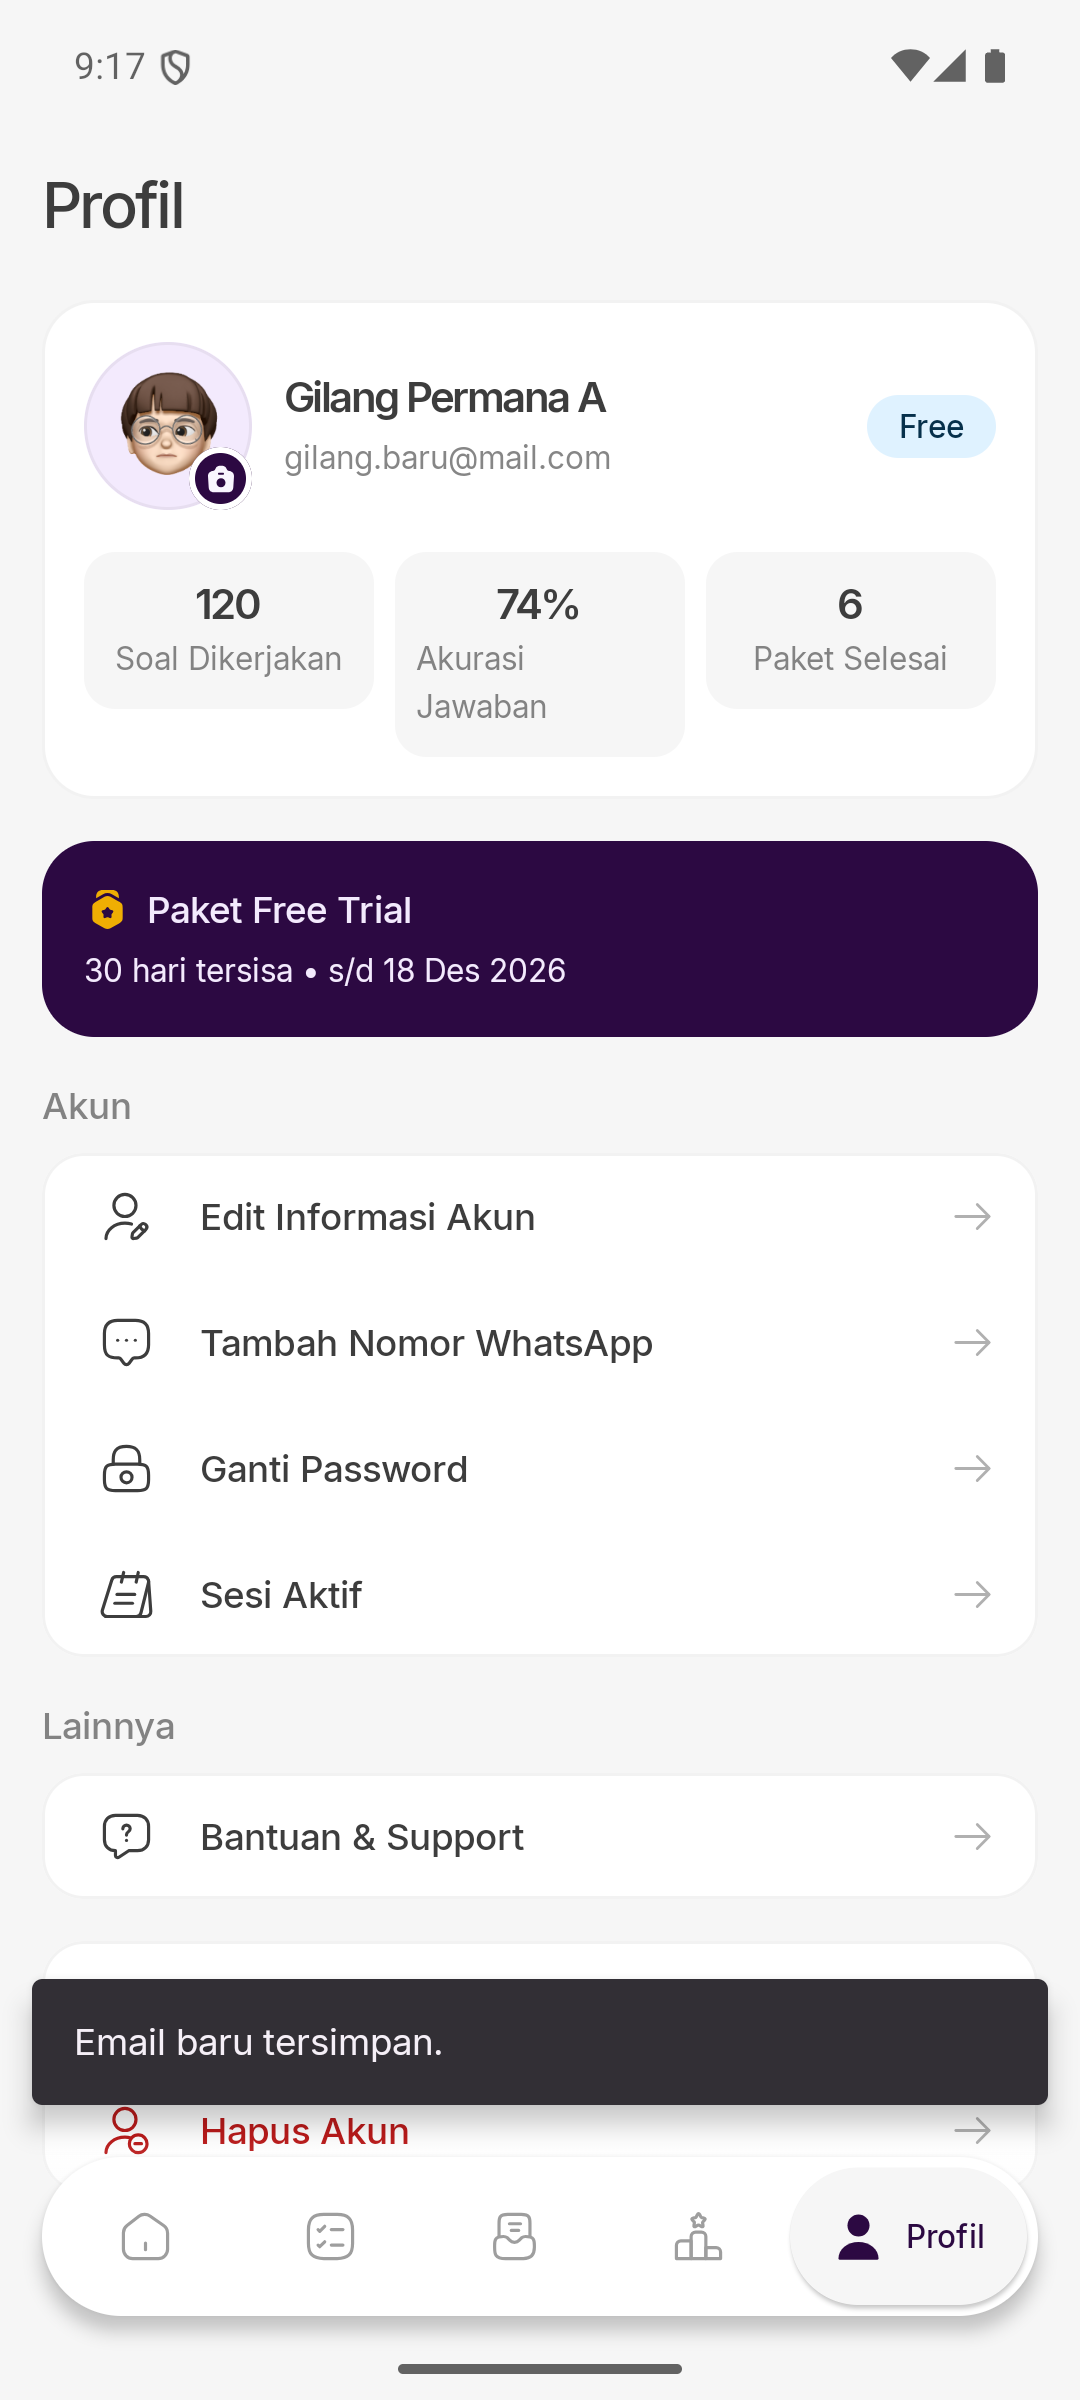 9:17
Profil
Gilang Permana A
gilang.baru@mail.com
Free
120
Soal Dikerjakan
74%
Akurasi
Jawaban
6
Paket Selesai
Paket Free Trial
30 hari tersisa • s/d 18 Des 2026
Akun
Edit Informasi Akun
Tambah Nomor WhatsApp
Ganti Password
Sesi Aktif
Lainnya
Bantuan & Support
Email baru tersimpan.
Hapus Akun
Profil